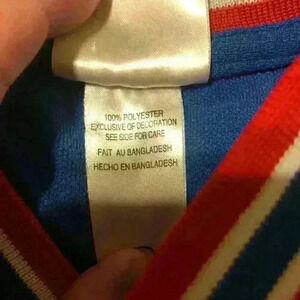 100% POLYESTER
EXCLUSIVE OF DECORATION
SEE SIDE FOR CARE
FAIT AU BANGLADESH
HECHO EN BANGLADESH